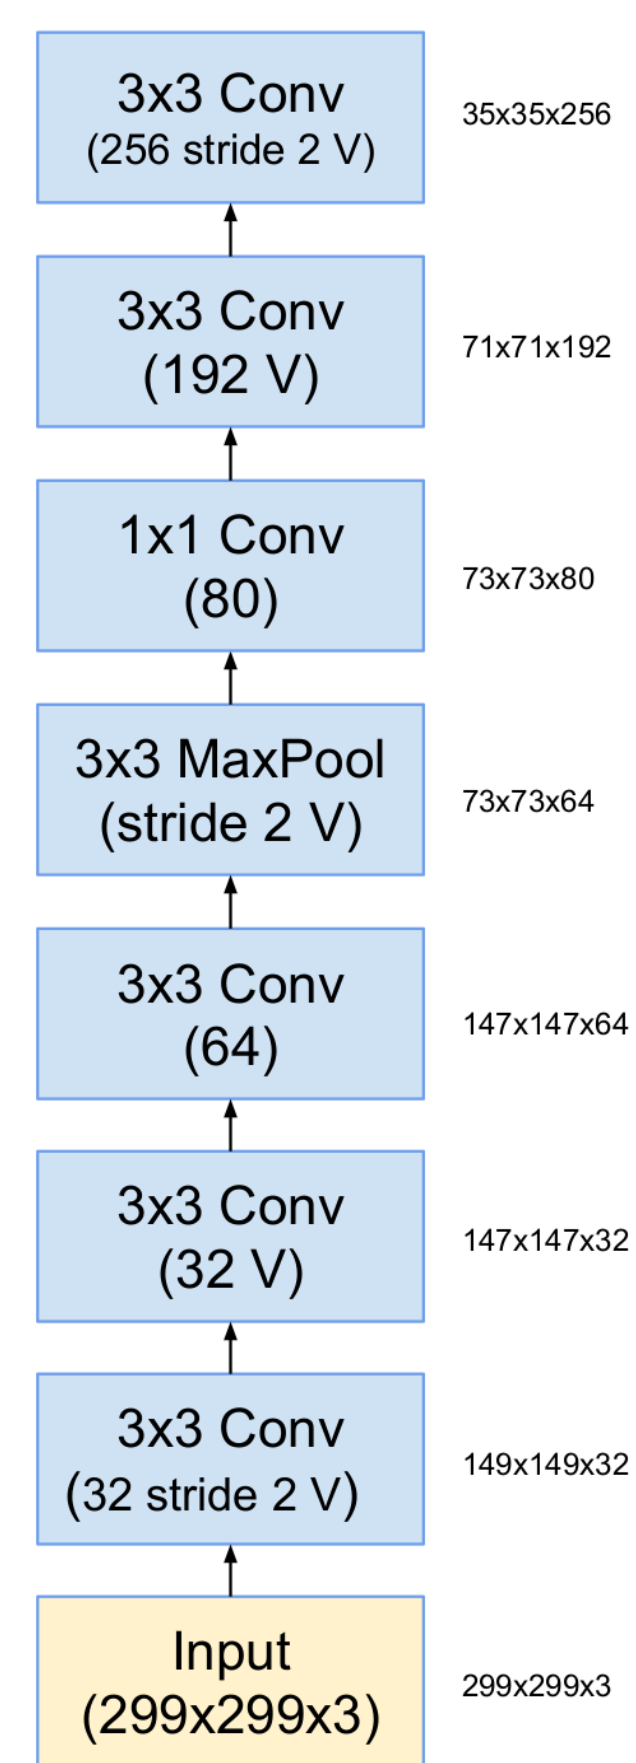 3x3 Conv
(256 stride 2 V)
35x35x256
3x3 Conv
(192 V)
71x71x192
1x1 Conv
(80)
73x73x80
3x3 MaxPool
(stride 2 V)
73x73x64
3x3 Conv
(64)
147x147x64
3x3 Conv
(32 V)
147x147x32
3x3 Conv
(32 stride 2 V)
149x149x32
Input
(299x299x3)
299x299x3